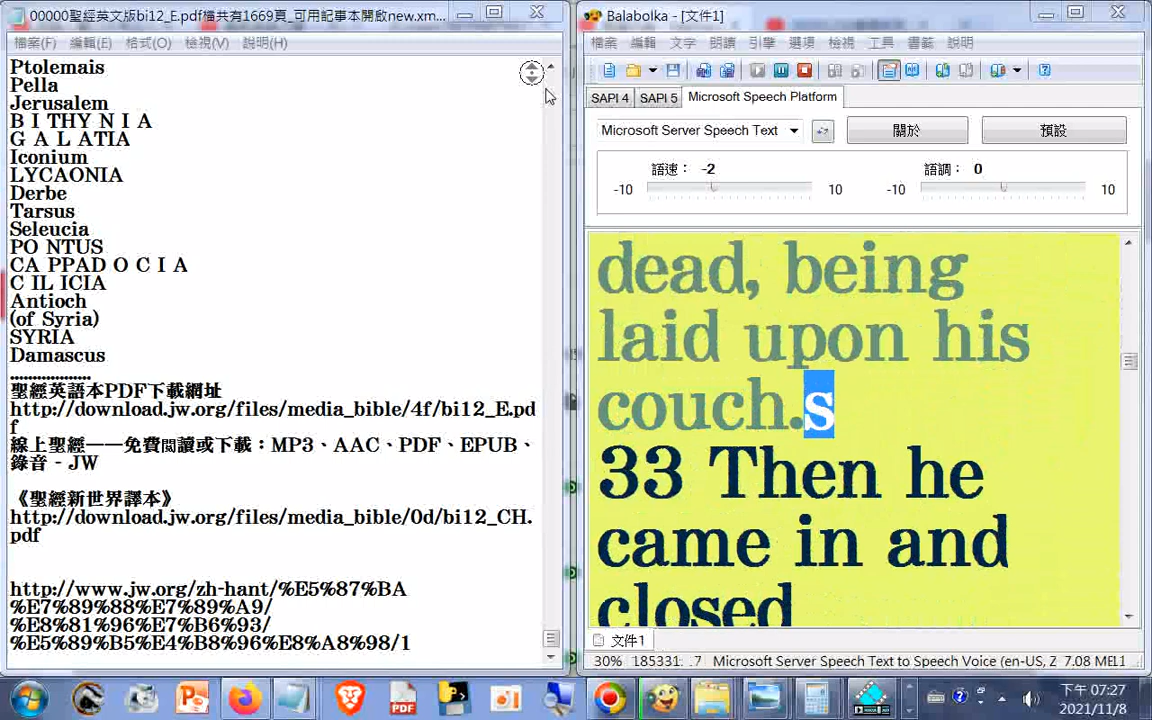 00000聖經英文版bi12_E.pdf檔共有1669頁_可用記事本開啟new.xm...
檔案(F) 編輯(E) 格式(O) 檢視(V) 說明(H)
Ptolemais
Pella
Jerusalem
B I THY N I A
G A L ATIA
Iconium
LYCAONIA
Derbe
Tarsus
Seleucia
PO NTUS
CA PPAD O C I A
C IL ICIA
Antioch
(of Syria)
SYRIA
Damascus
..................
聖經英語本PDF下載網址
http://download.jw.org/files/media_bible/4f/bi12_E.pd
f
線上聖經——免費閱讀或下載：MP3、AAC、PDF、EPUB、
錄音 - JW
《聖經新世界譯本》
http://download.jw.org/files/media_bible/0d/bi12_CH.
pdf
http://www.jw.org/zh-hant/%E5%87%BA
%E7%89%88%E7%89%A9/
%E8%81%96%E7%B6%93/
%E5%89%B5%E4%B8%96%E8%A8%98/1
Balabolka - [文件1]
檔案 編輯 文字 朗讀 引擎 選項 檢視 工具 書籤 說明
SAPI 4 SAPI 5 Microsoft Speech Platform
Microsoft Server Speech Text 關於 預設
語速： -2 語調： 0
-10 10 -10 10
dead, being
laid upon his
couch.s
33 Then he
came in and
closed
文件1
30% 185331: .7 Microsoft Server Speech Text to Speech Voice (en-US, Z 7.08 ME11
PDF
下午 07:27
2021/11/8